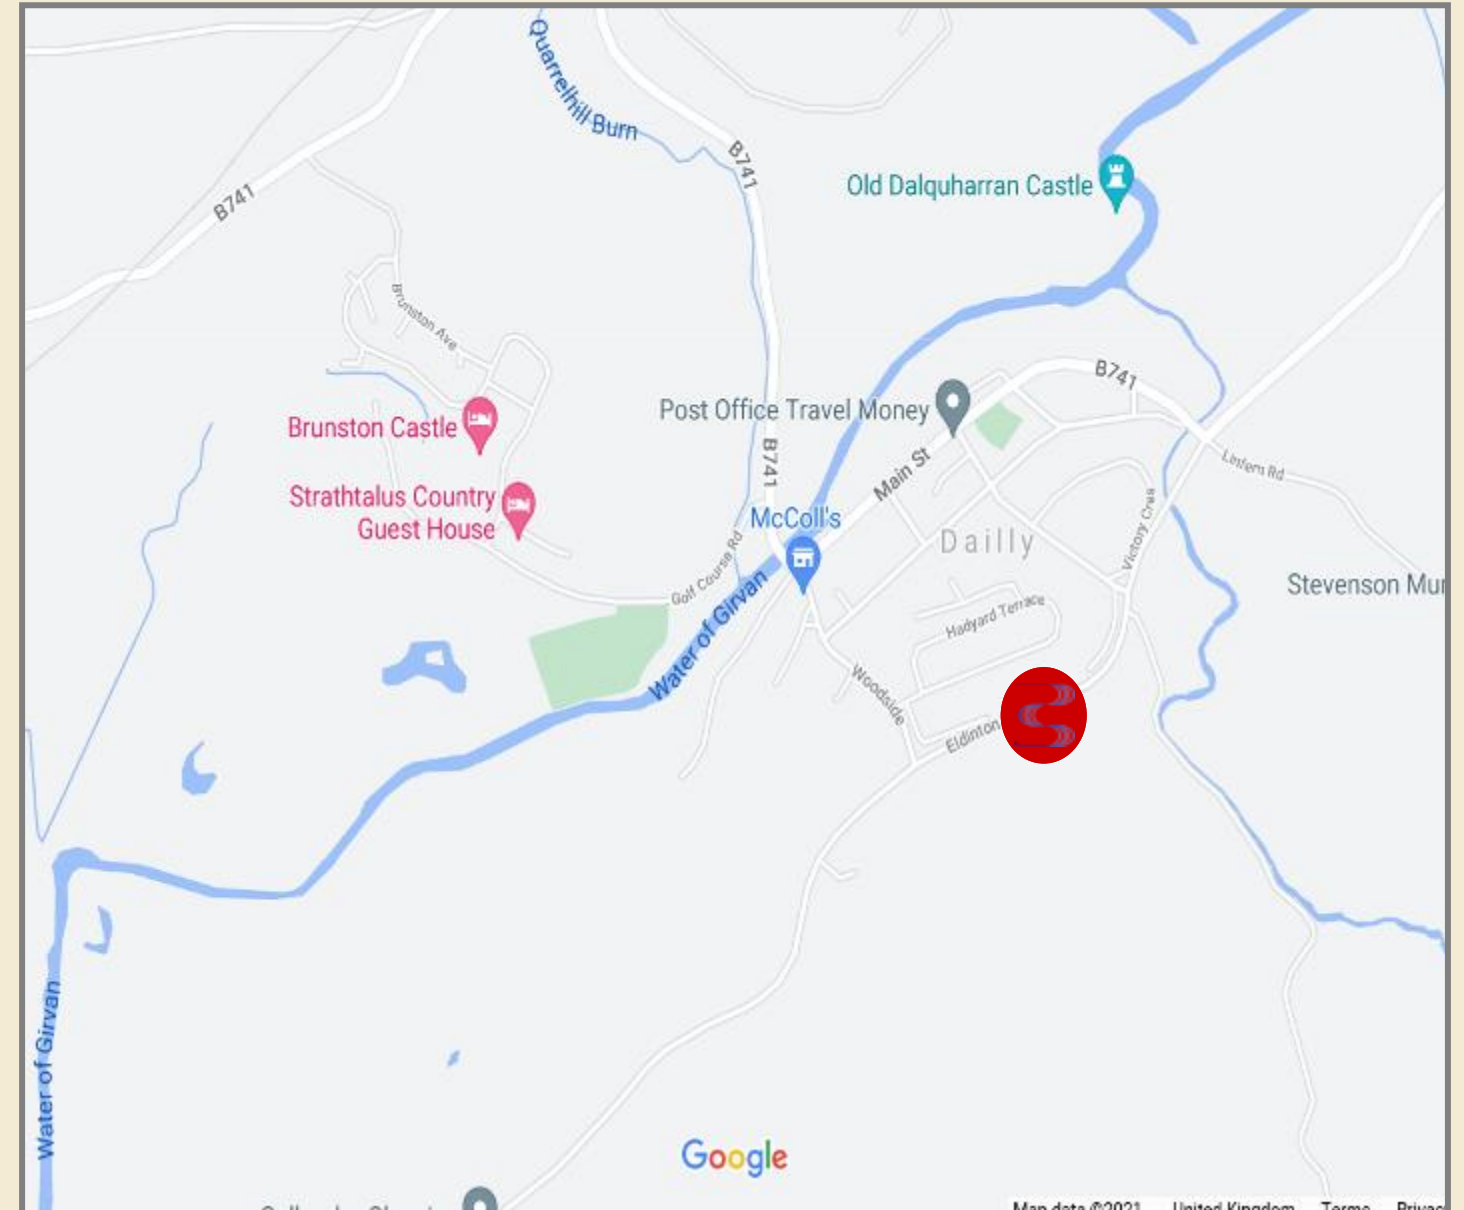 Quarrelhill Burn
B741
B741
Old Dalquharran Castle
Brunston Ave
B741
Post Office Travel Money
Brunston Castle
B741
Main St
Linfern Rd
Strathtalus Country
Guest House
McColl's
Victory Cres
Dailly
Golf Course Rd
Stevenson Mur
Water of Girvan
Hadyard Terrace
Woodside
Eldinton
Water of Girvan
Google
Map data ©2021 United Kingdom Terms Privac